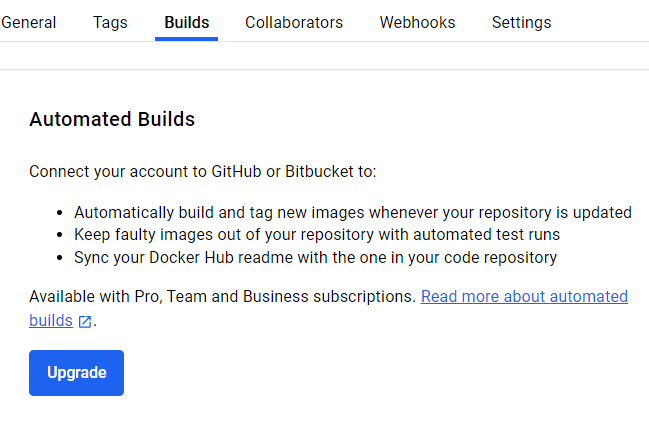 General Tags Builds Collaborators Webhooks Settings
Automated Builds
Connect your account to GitHub or Bitbucket to:
• Automatically build and tag new images whenever your repository is updated
• Keep faulty images out of your repository with automated test runs
• Sync your Docker Hub readme with the one in your code repository
Available with Pro, Team and Business subscriptions. Read more about automated
builds.
Upgrade